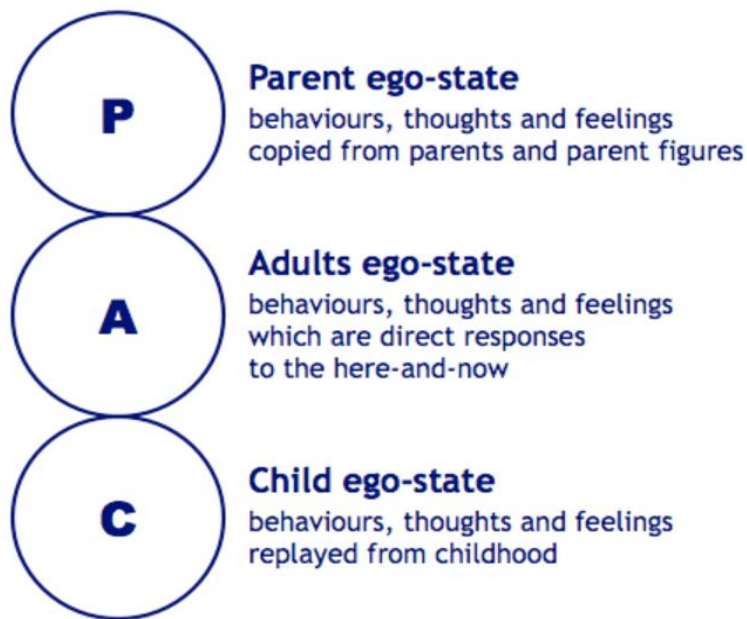 P
Parent ego-state
behaviours, thoughts and feelings
copied from parents and parent figures
A
Adults ego-state
behaviours, thoughts and feelings
which are direct responses
to the here-and-now
C
Child ego-state
behaviours, thoughts and feelings
replayed from childhood